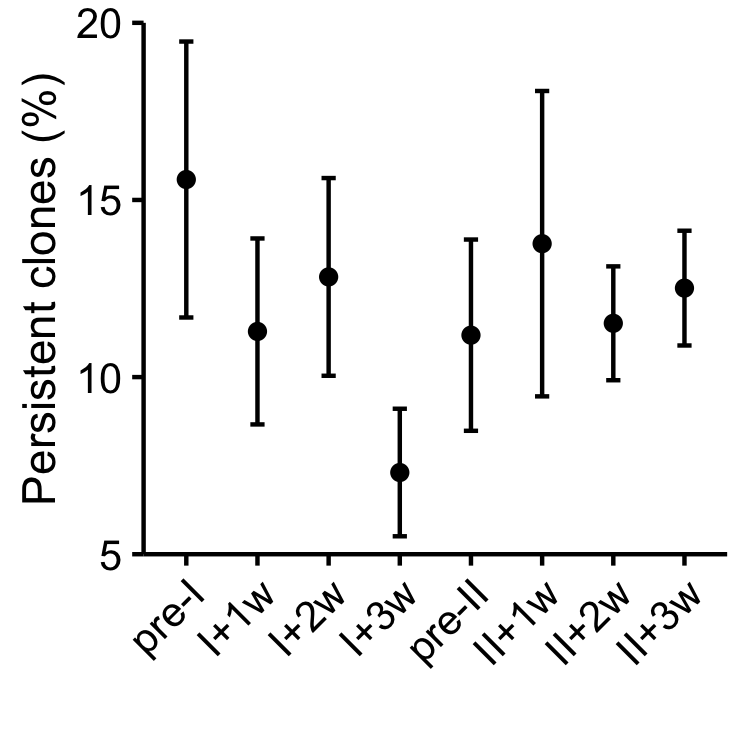 Persistent clones (%)
20
15
10
5
pre-I
I+1w
I+2w
I+3w
pre-II
II+1w
II+2w
II+3w